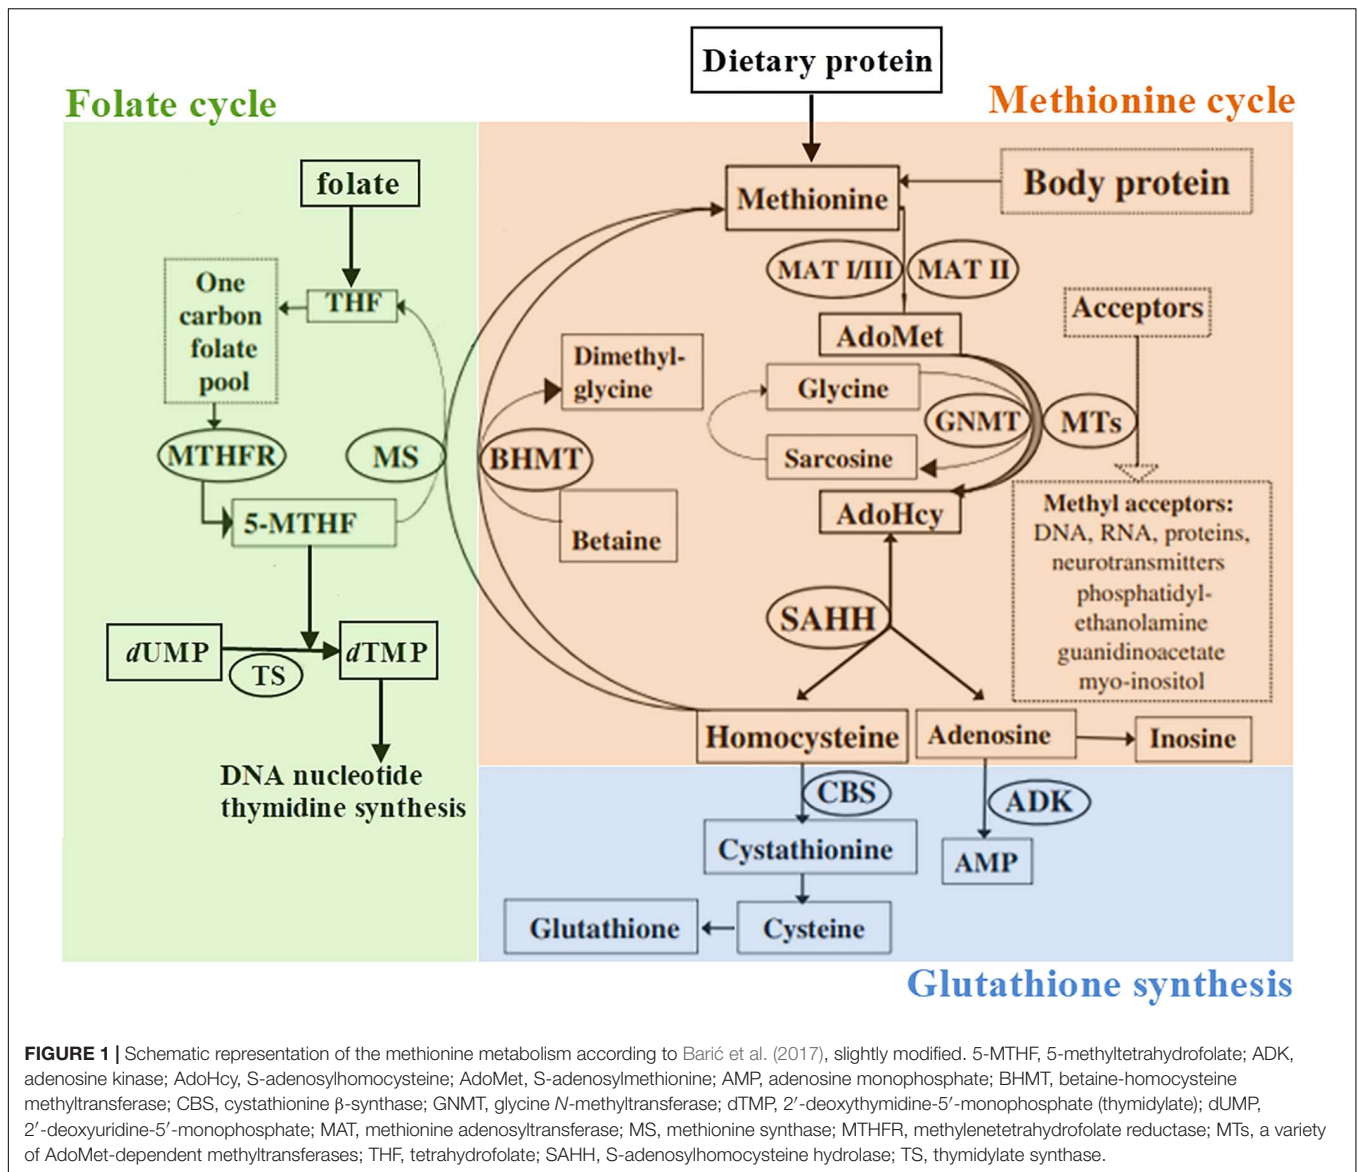 Dietary protein
Folate cycle
Methionine cycle
folate
Methionine
Body protein
One
carbon
folate
pool
THF
MAT I/III
MAT II
Acceptors
AdoMet
Dimethyl-
glycine
Glycine
GNMT
MTs
MTHFR
MS
BHMT
Sarcosine
5-MTHF
Betaine
AdoHcy
Methyl acceptors:
DNA, RNA, proteins,
neurotransmitters
phosphatidyl-
ethanolamine
guanidinoacetate
myo-inositol
SAHH
dUMP
TS
dTMP
Homocysteine
Adenosine
Inosine
DNA nucleotide
thymidine synthesis
CBS
ADK
Cystathionine
AMP
Glutathione
Cysteine
Glutathione synthesis
FIGURE 1 | Schematic representation of the methionine metabolism according to Barić et al. (2017), slightly modified. 5-MTHF, 5-methyltetrahydrofolate; ADK,
adenosine kinase; AdoHcy, S-adenosylhomocysteine; AdoMet, S-adenosylmethionine; AMP, adenosine monophosphate; BHMT, betaine-homocysteine
methyltransferase; CBS, cystathionine β-synthase; GNMT, glycine N-methyltransferase; dTMP, 2′-deoxythymidine-5′-monophosphate (thymidylate); dUMP,
2′-deoxyuridine-5′-monophosphate; MAT, methionine adenosyltransferase; MS, methionine synthase; MTHFR, methylenetetrahydrofolate reductase; MTs, a variety
of AdoMet-dependent methyltransferases; THF, tetrahydrofolate; SAHH, S-adenosylhomocysteine hydrolase; TS, thymidylate synthase.